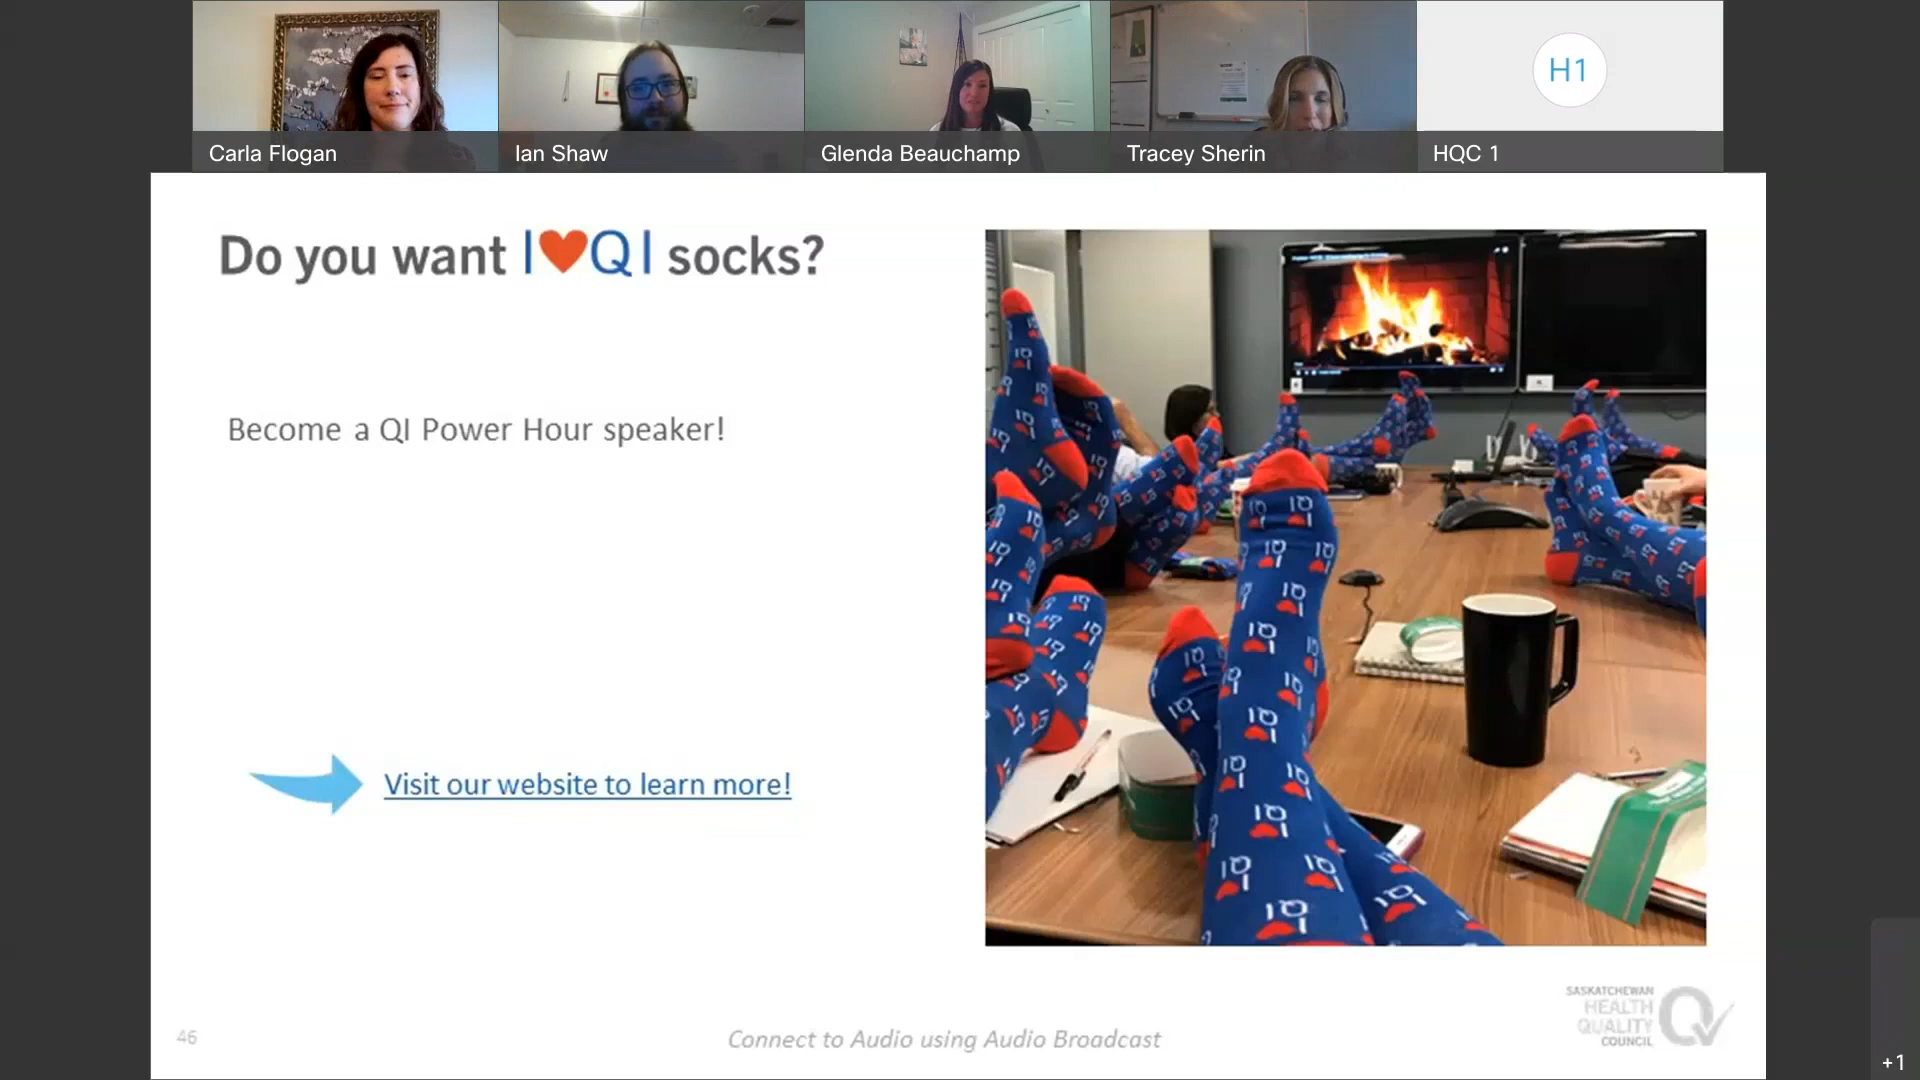 Carla Flogan
Ian Shaw
Glenda Beauchamp
Tracey Sherin
H1
HQC 1
Do you want I❤QI socks?
Become a QI Power Hour speaker!
Visit our website to learn more!
46
Connect to Audio using Audio Broadcast
SASKATCHEWAN
HEALTH
QUALITY
COUNCIL
+1